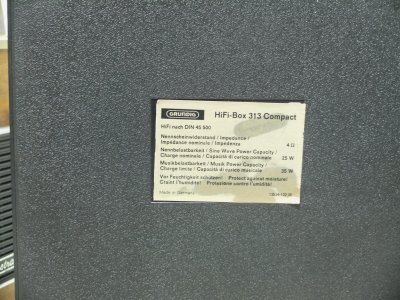 GRUNDIG HiFi-Box 313 Compact
HiFi nach DIN 45 500
Nennscheinwiderstand / Impedance /
Impédance nominale / Impedenza 4 Ω
Nennbelastbarkeit / Sine Wave Power Capacity /
Charge nominale / Capacità di carico nominale 25 W
Musikbelastbarkeit / Musik Power Capacity /
Charge limite / Capacità di carico musicale 35 W
Vor Feuchtigkeit schützen! Protect against moisture!
Craint l'humidité! Protezione contro l'umidità!
Made in Germany